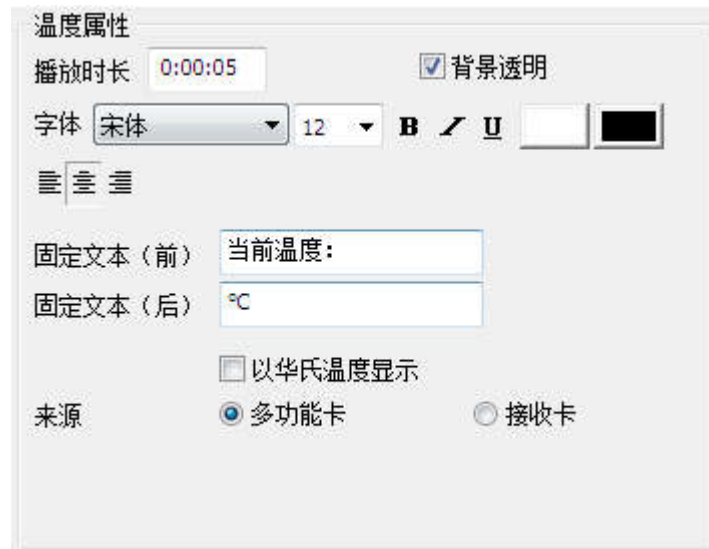 温度属性
播放时长 0:00:05 背景透明
字体 宋体 12 B I U
固定文本（前） 当前温度：
固定文本（后） ℃
以华氏温度显示
来源 多功能卡 接收卡